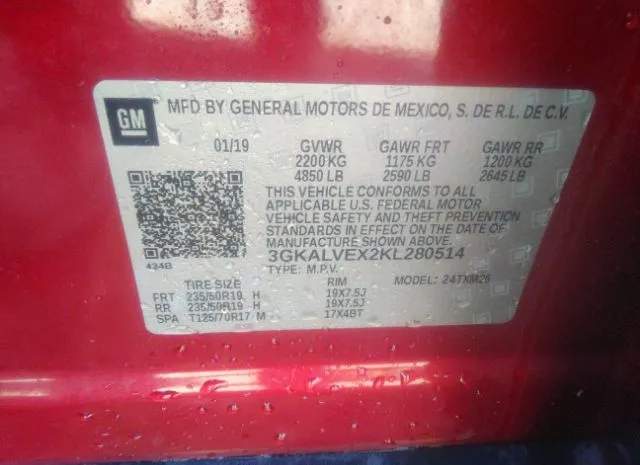 GM
MFD BY GENERAL MOTORS DE MEXICO, S. DE R.L. DE C.V.
01/19 GVWR GAWR FRT GAWR RR
2200 KG 1175 KG 1200 KG
4850 LB 2590 LB 2645 LB
THIS VEHICLE CONFORMS TO ALL
APPLICABLE U.S. FEDERAL MOTOR
VEHICLE SAFETY AND THEFT PREVENTION
STANDARDS IN EFFECT ON THE DATE OF
MANUFACTURE SHOWN ABOVE.
3GKALVEX2KL280514
434B
TYPE: M.P.V. MODEL: 24TXM26
TIRE SIZE RIM
FRT 235/50R19 H 19X7.5J
RR 235/50R19 H 19X7.5J
SPA T125/70R17 M 17X4BT